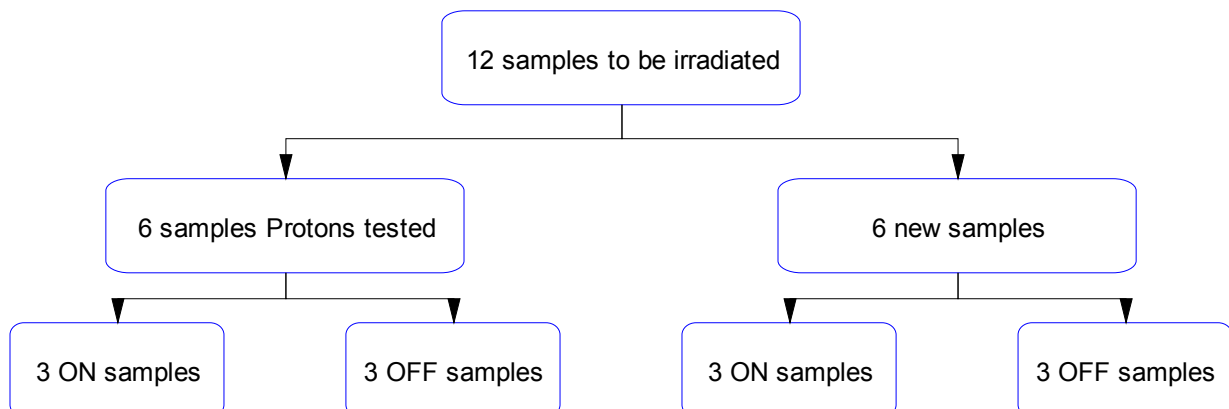 12 samples to be irradiated
6 samples Protons tested
6 new samples
3 ON samples
3 OFF samples
3 ON samples
3 OFF samples